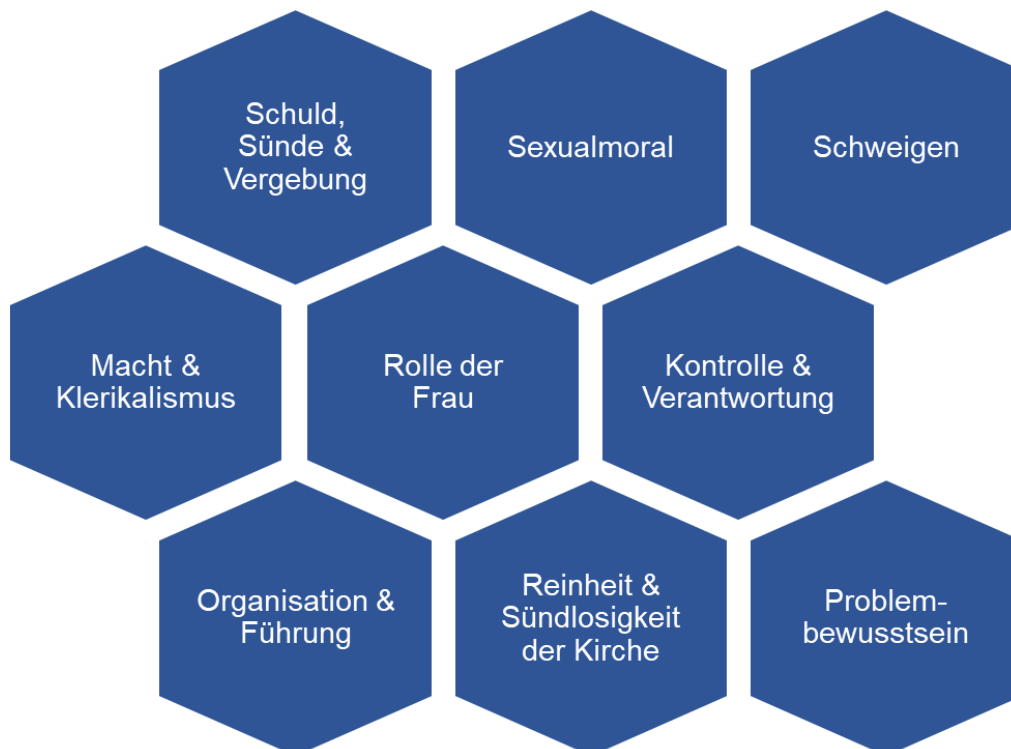 Schuld,
Sünde &
Vergebung
Sexualmoral
Schweigen
Macht &
Klerikalismus
Rolle der
Frau
Kontrolle &
Verantwortung
Organisation &
Führung
Reinheit &
Sündlosigkeit
der Kirche
Problem-
bewusstsein